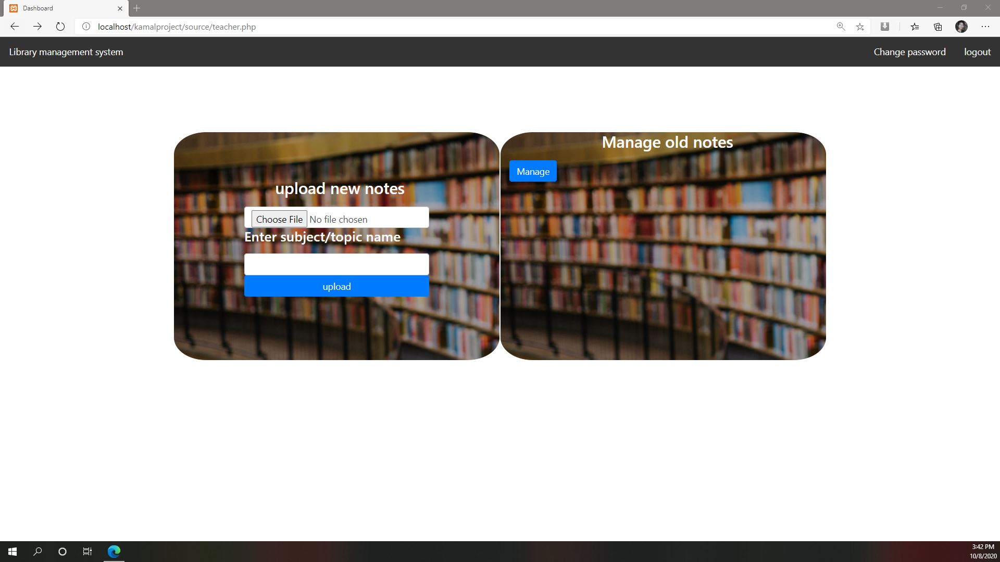 Dashboard
localhost/kamalproject/source/teacher.php
Library management system
Change password
logout
upload new notes
Choose File No file chosen
Enter subject/topic name
upload
Manage old notes
Manage
3:42 PM
10/8/2020